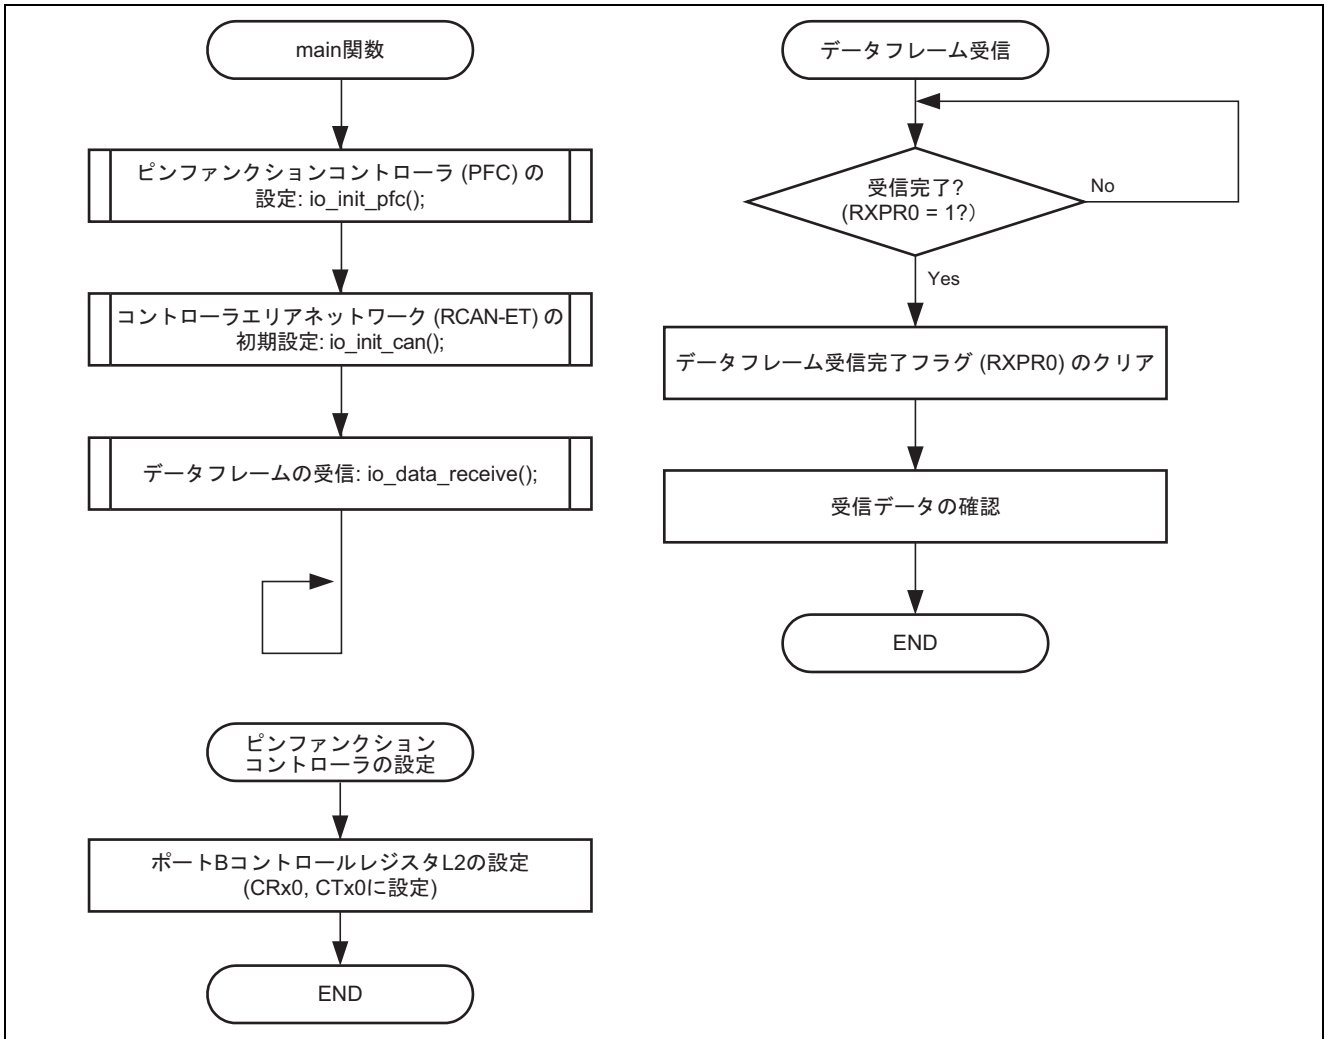 main関数
ピンファンクションコントローラ (PFC) の
設定: io_init_pfc();
コントローラエリアネットワーク (RCAN-ET) の
初期設定: io_init_can();
データフレームの受信: io_data_receive();
データフレーム受信
受信完了?
(RXPR0 = 1?)
No
Yes
データフレーム受信完了フラグ (RXPR0) のクリア
受信データの確認
END
ピンファンクション
コントローラの設定
ポートBコントロールレジスタL2の設定
(CRx0, CTx0に設定)
END